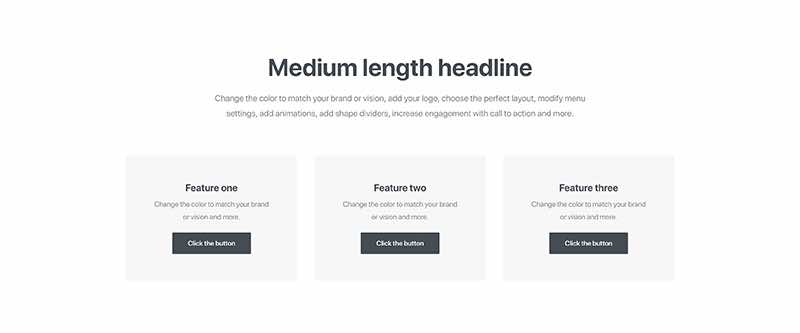 Medium length headline
Change the color to match your brand or vision, add your logo, choose the perfect layout, modify menu
settings, add animations, add shape dividers, increase engagement with call to action and more.
Feature one
Change the color to match your brand
or vision and more.
Click the button
Feature two
Change the color to match your brand
or vision and more.
Click the button
Feature three
Change the color to match your brand
or vision and more.
Click the button